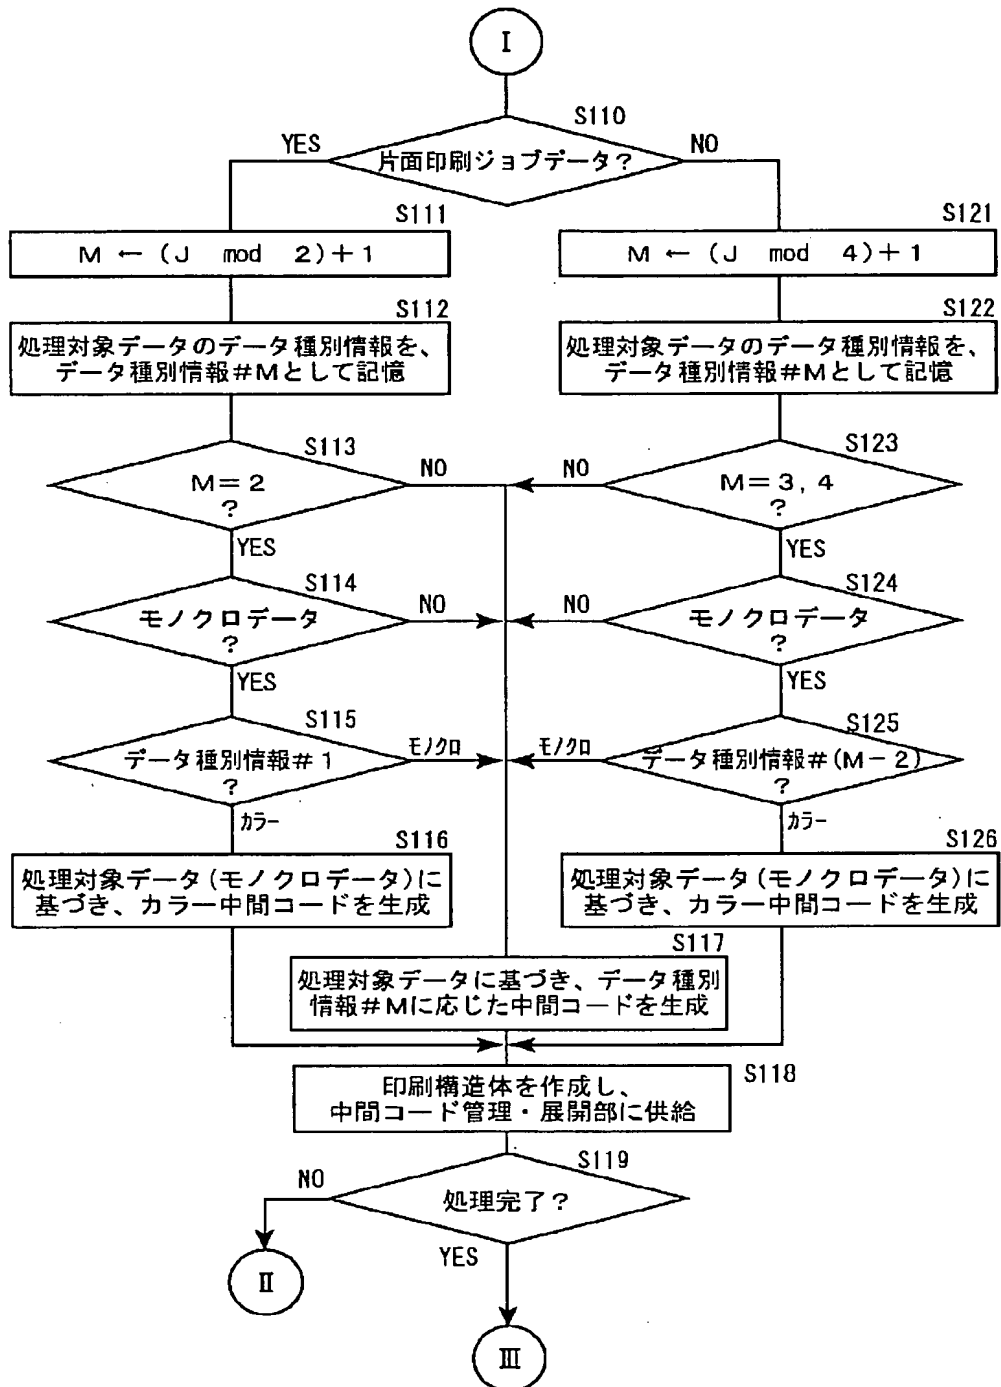 I
S110
YES
片面印刷ジョブデータ?
NO
S111
M ← (J mod 2)+1
S121
M ← (J mod 4)+1
S112
処理対象データのデータ種別情報を、
データ種別情報#Mとして記憶
S122
処理対象データのデータ種別情報を、
データ種別情報#Mとして記憶
S113
M=2
?
NO
YES
S123
NO
M=3,4
?
YES
S114
モノクロデータ
?
NO
YES
S124
NO
モノクロデータ
?
YES
S115
データ種別情報#1
?
モノクロ
カラー
S125
モノクロ
データ種別情報#(M-2)
?
カラー
S116
処理対象データ(モノクロデータ)に
基づき、カラー中間コードを生成
S126
処理対象データ(モノクロデータ)に
基づき、カラー中間コードを生成
S117
処理対象データに基づき、データ種別
情報#Mに応じた中間コードを生成
S118
印刷構造体を作成し、
中間コード管理・展開部に供給
S119
NO
処理完了?
YES
II
III